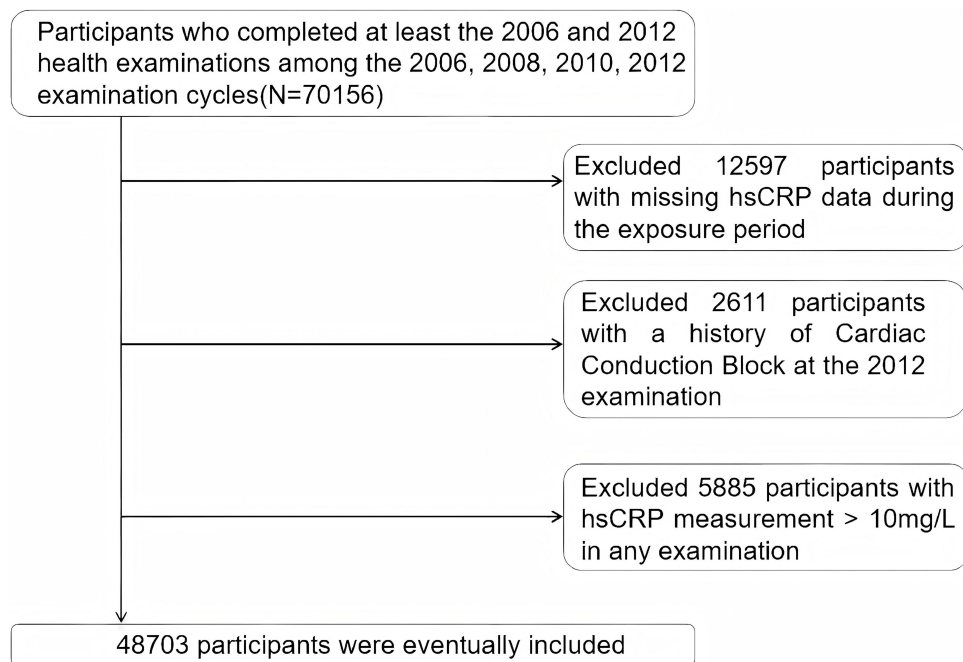 Participants who completed at least the 2006 and 2012
health examinations among the 2006, 2008, 2010, 2012
examination cycles(N=70156)
Excluded 12597 participants
with missing hsCRP data during
the exposure period
Excluded 2611 participants
with a history of Cardiac
Conduction Block at the 2012
examination
Excluded 5885 participants with
hsCRP measurement > 10mg/L
in any examination
48703 participants were eventually included